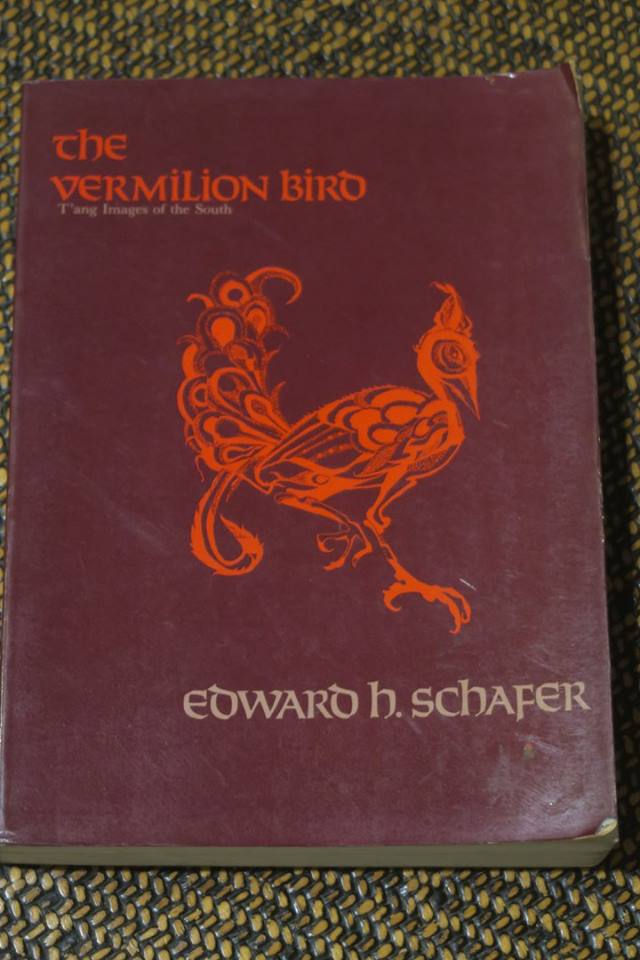 the
vermilion bird
T'ang Images of the South
Edward h. Schafer